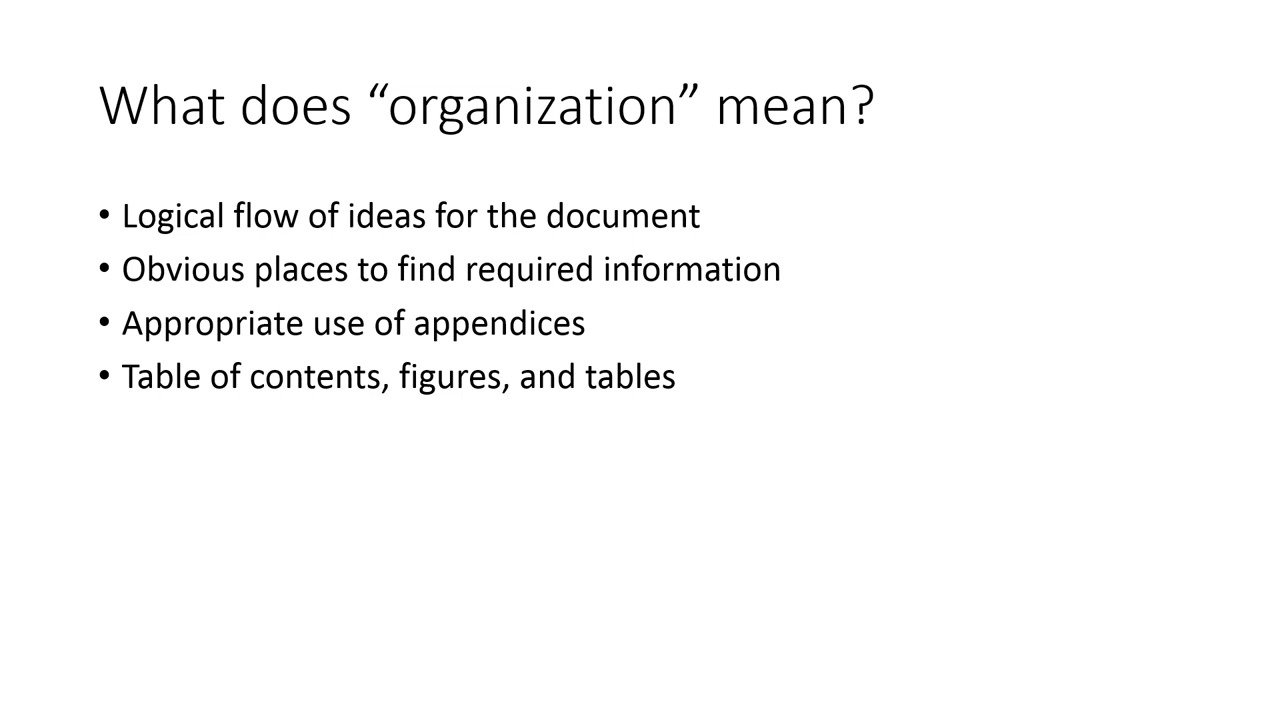 What does “organization” mean?
• Logical flow of ideas for the document
• Obvious places to find required information
• Appropriate use of appendices
• Table of contents, figures, and tables